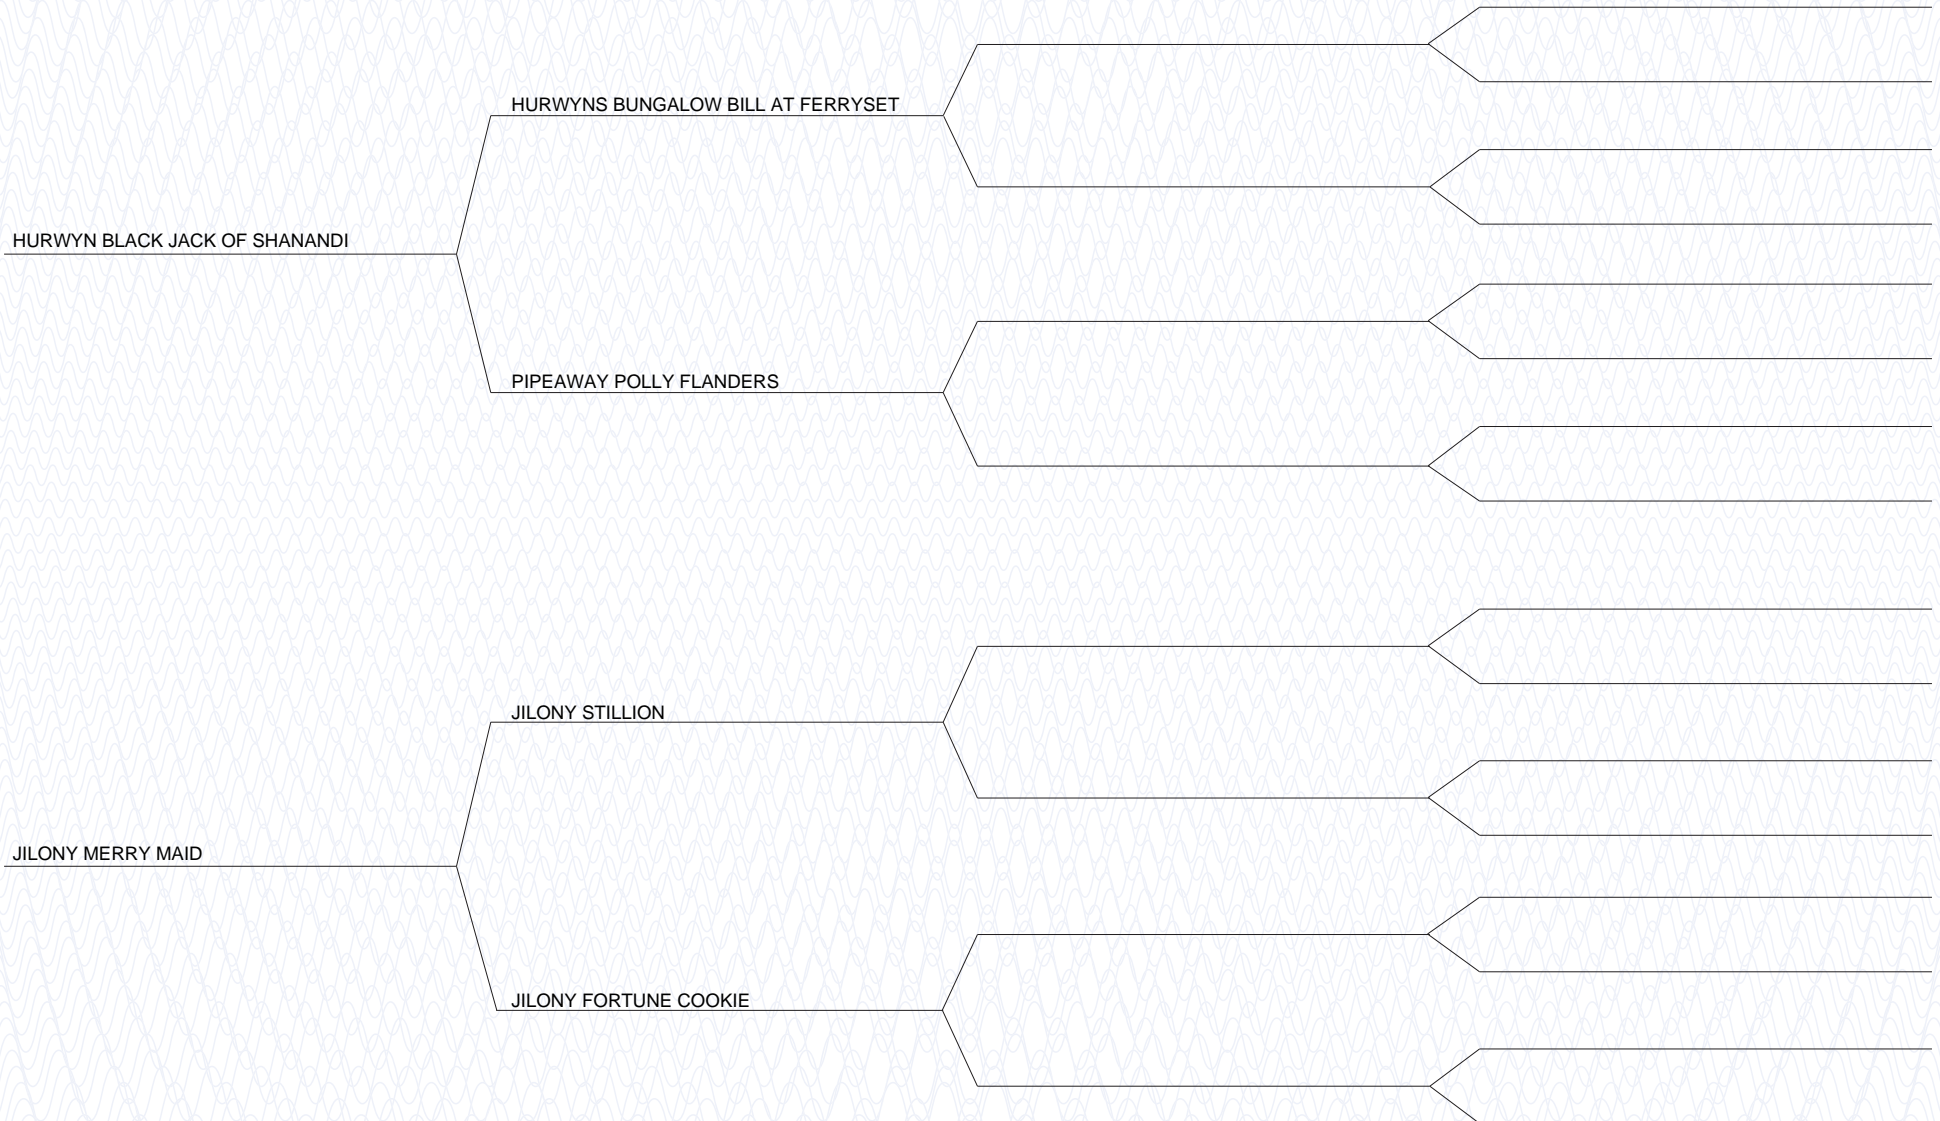 HURWYNS BUNGALOW BILL AT FERRYSET
HURWYN BLACK JACK OF SHANANDI
PIPEAWAY POLLY FLANDERS
JILONY STILLION
JILONY MERRY MAID
JILONY FORTUNE COOKIE